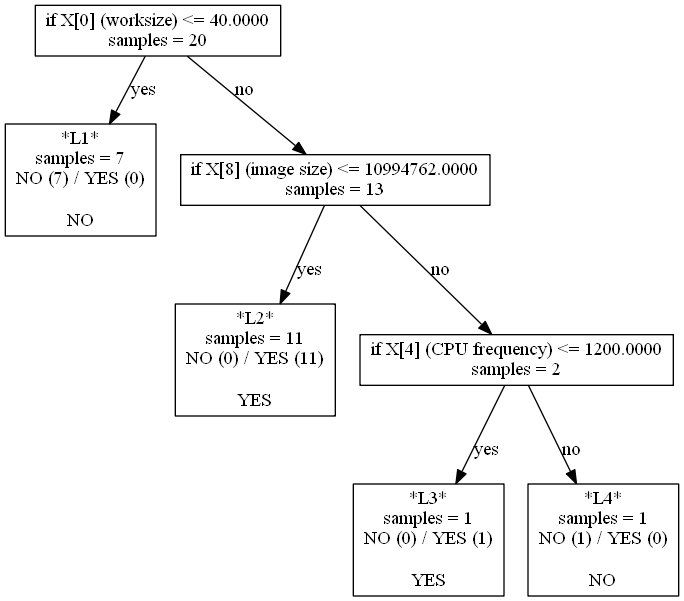 if X[0] (worksize) <= 40.0000
samples = 20
yes
no
*L1*
samples = 7
NO (7) / YES (0)
NO
if X[8] (image size) <= 10994762.0000
samples = 13
yes
no
*L2*
samples = 11
NO (0) / YES (11)
YES
if X[4] (CPU frequency) <= 1200.0000
samples = 2
yes
no
*L3*
samples = 1
NO (0) / YES (1)
YES
*L4*
samples = 1
NO (1) / YES (0)
NO